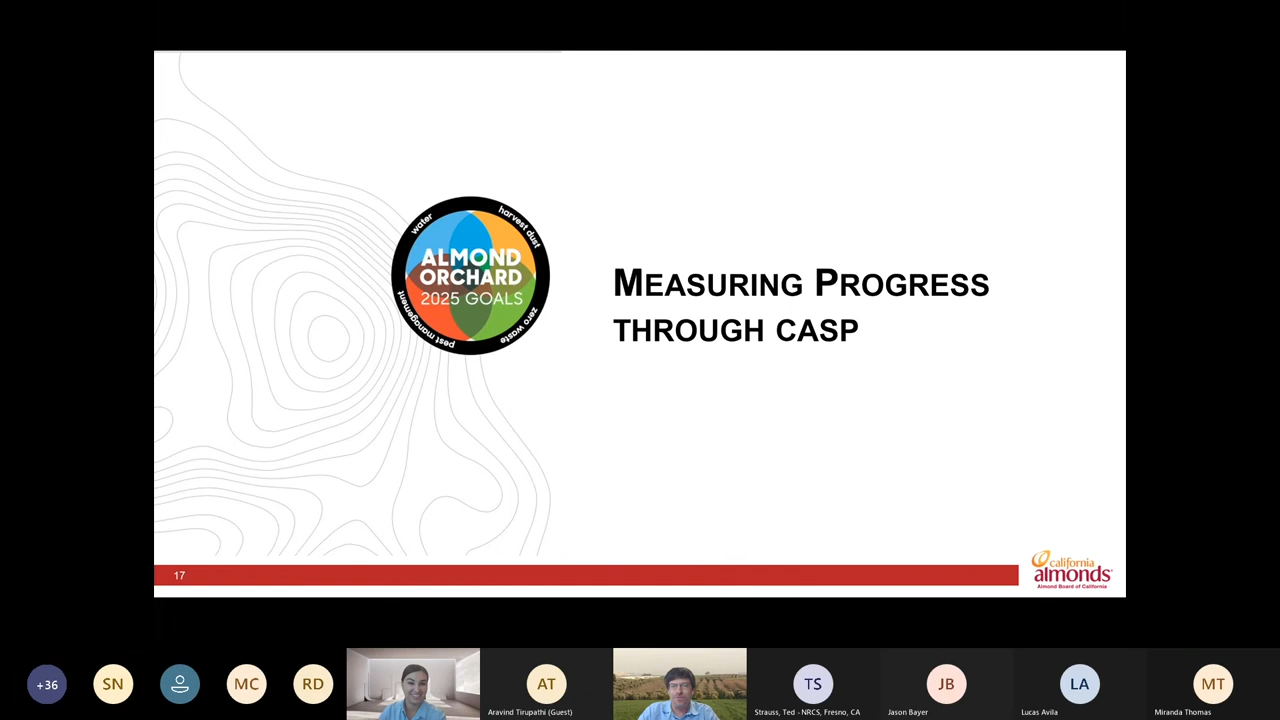 water
harvest dust
ALMOND
ORCHARD
2025 GOALS
pest management
zero waste
MEASURING PROGRESS
THROUGH CASP
17
california
almonds
Almond Board of California
+36
SN
MC
RD
AT
Aravind Tirupathi (Guest)
TS
Strauss, Ted - NRCS, Fresno, CA
JB
Jason Bayer
LA
Lucas Avila
MT
Miranda Thomas